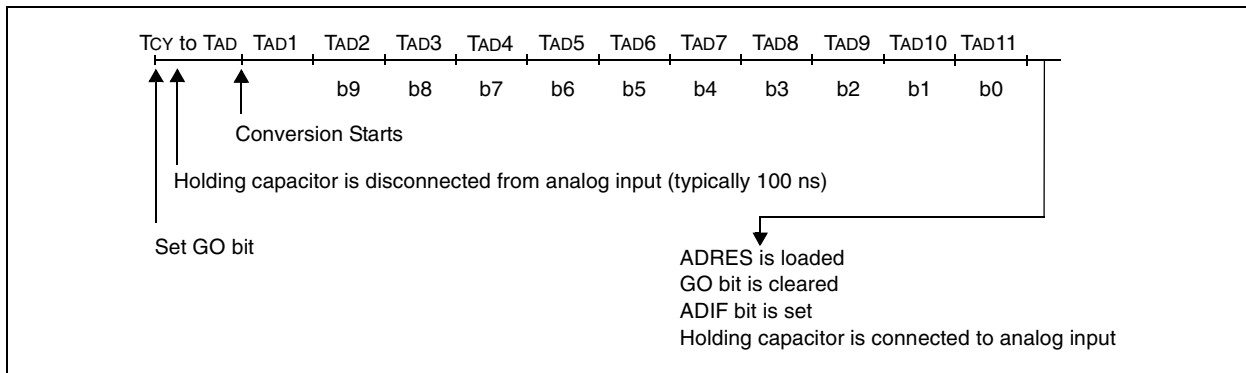 TCY to TAD TAD1 TAD2 TAD3 TAD4 TAD5 TAD6 TAD7 TAD8 TAD9 TAD10 TAD11
b9 b8 b7 b6 b5 b4 b3 b2 b1 b0
Conversion Starts
Holding capacitor is disconnected from analog input (typically 100 ns)
Set GO bit
ADRES is loaded
GO bit is cleared
ADIF bit is set
Holding capacitor is connected to analog input